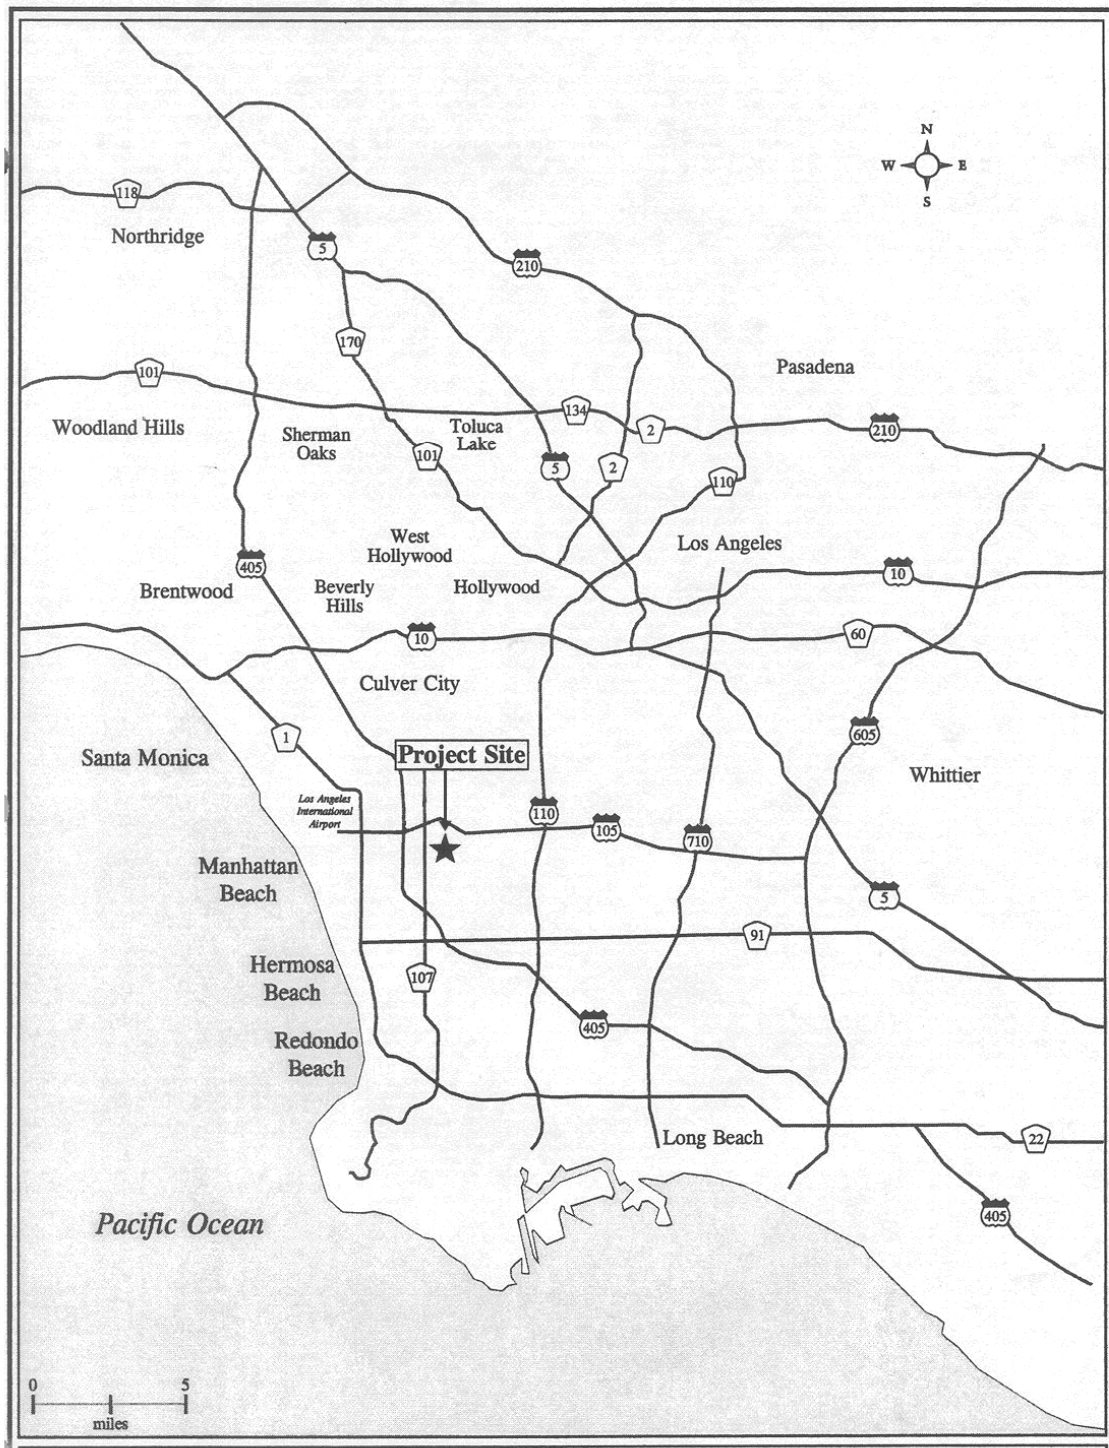 N
W
E
S
118
Northridge
5
210
170
101
Pasadena
134
2
210
Woodland Hills
Sherman
Oaks
Toluca
Lake
101
5
2
110
West
Hollywood
Los Angeles
405
10
Brentwood
Beverly
Hills
Hollywood
10
60
Culver City
1
605
Santa Monica
Project Site
Whittier
Los Angeles
International
Airport
110
105
710
Manhattan
Beach
5
91
Hermosa
Beach
107
405
Redondo
Beach
Long Beach
22
Pacific Ocean
405
0
5
miles